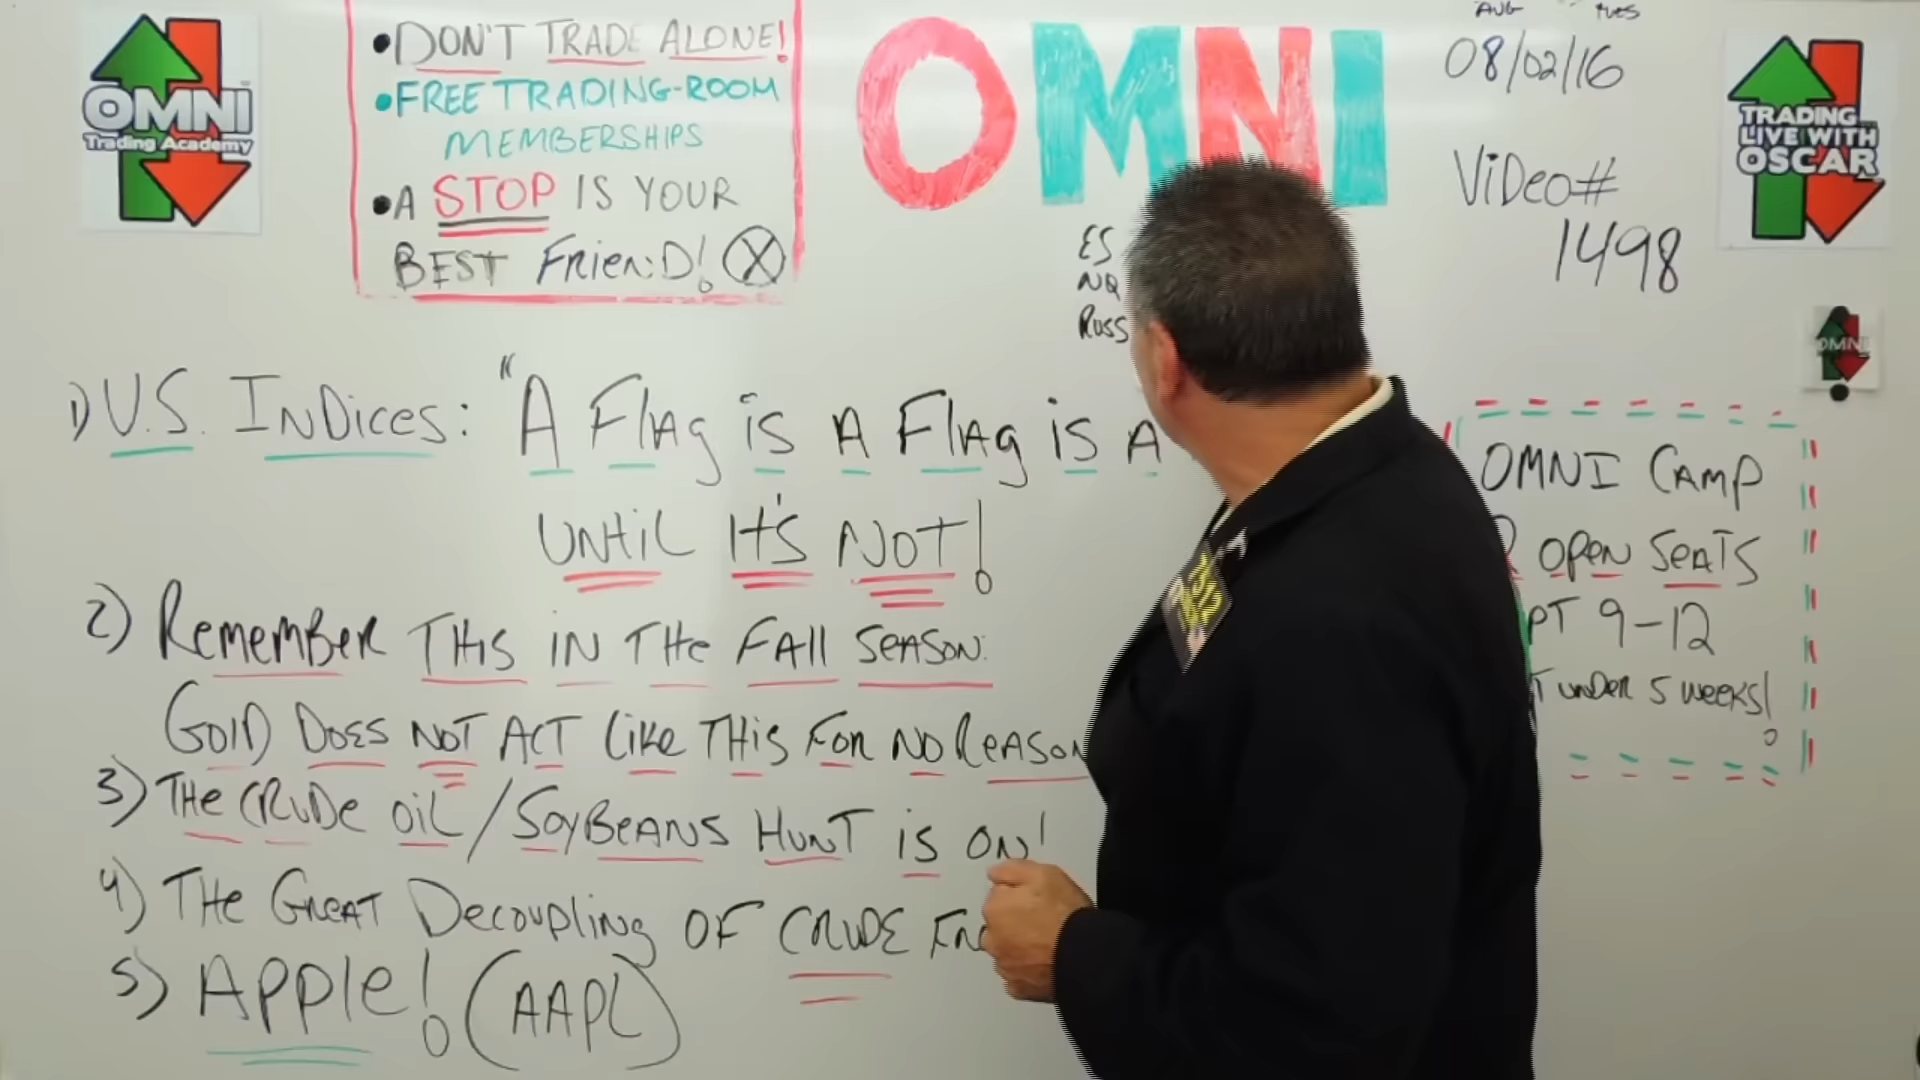 OMNI
Trading Academy
•DON'T TRADE ALONE!
•FREE TRADING-ROOM
MEMBERSHIPS
•A STOP IS YOUR
BEST FrienD!
OMNI
AUG TUES
08/02/16
ViDeo#
1498
TRADING
LIVE WITH
OSCAR
ES
NQ
Russ
OMNI
1) U.S. INDices: "A Flag is A Flag is A
UNTiL IT'S NOT!
2) Remember THis IN THe FAll SEASON:
GOlD DOES NOT ACT Like THis For NO REASON
3) THe CRUDe OiL/SoyBeans HunT is ON!
4) THe GreAT Decoupling OF CRUDE
5) Apple! (AAPL)
OMNI CAMP
OPEN SEATS
PT 9-12
UNDER 5 WEEKS!